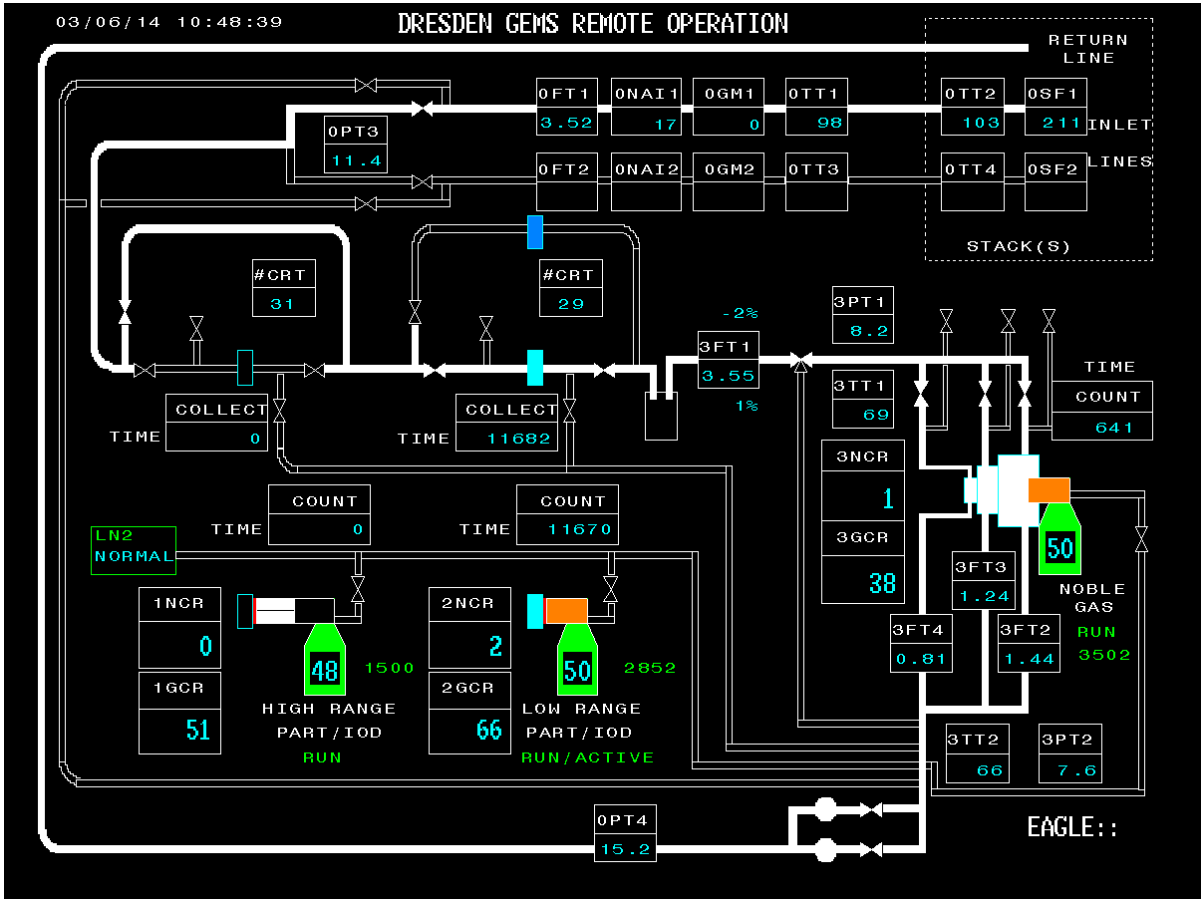 03/06/14 10:48:39
DRESDEN GEMS REMOTE OPERATION
RETURN
LINE
0PT3
11.4
0FT1
3.52
0NAI1
17
0GM1
0
0TT1
98
0TT2
103
0SF1
211
INLET
LINES
0FT2
0NAI2
0GM2
0TT3
0TT4
0SF2
STACK(S)
#CRT
31
#CRT
29
-2%
3FT1
3.55
1%
3PT1
8.2
3TT1
69
TIME
COUNT
641
COLLECT
TIME
0
COLLECT
TIME
11682
3NCR
1
3GCR
38
COUNT
TIME
0
COUNT
TIME
11670
LN2
NORMAL
50
NOBLE
GAS
RUN
3502
3FT3
1.24
3FT4
0.81
3FT2
1.44
1NCR
0
1GCR
51
48
1500
HIGH RANGE
PART/IOD
RUN
2NCR
2
2GCR
66
50
2852
LOW RANGE
PART/IOD
RUN/ACTIVE
3TT2
66
3PT2
7.6
0PT4
15.2
EAGLE::